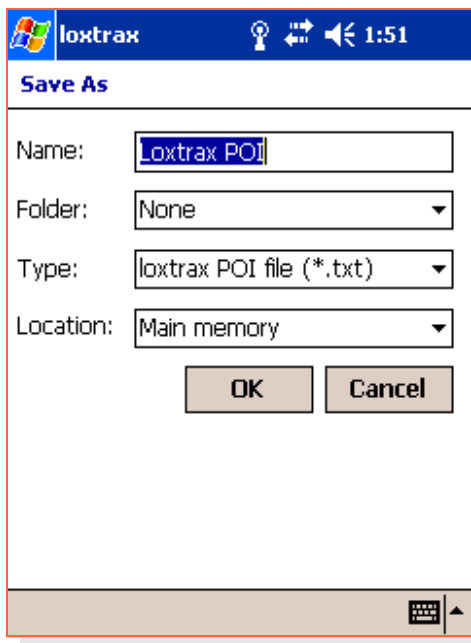 loxtrax 1:51
Save As
Name: Loxtrax POI
Folder: None
Type: loxtrax POI file (*.txt)
Location: Main memory
OK Cancel